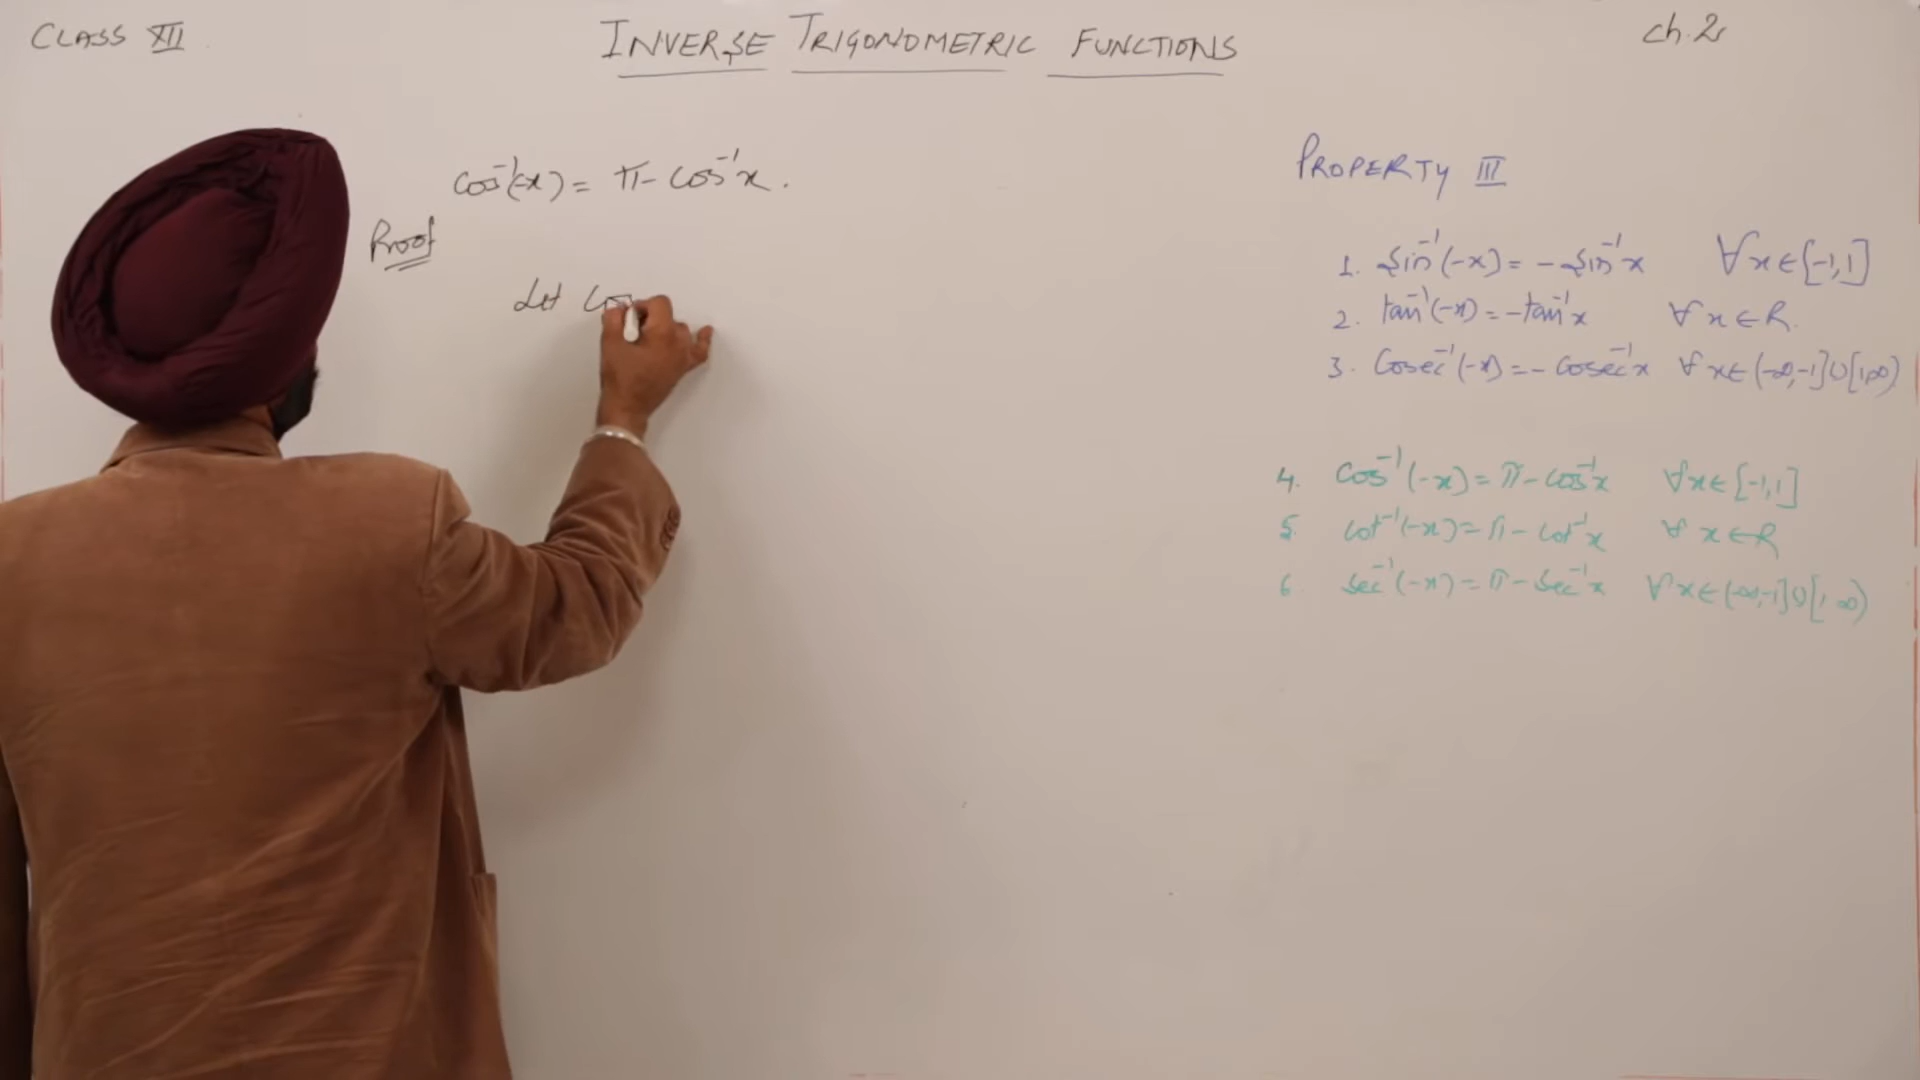 CLASS XII
INVERSE TRIGONOMETRIC FUNCTIONS
Ch.2
cos⁻¹(-x) = π - cos⁻¹x.
Proof
Let Cos
PROPERTY III
1. Sin⁻¹(-x) = - Sin⁻¹x ∀ x ∈ [-1,1]
2. tan⁻¹(-x) = - tan⁻¹x ∀ x ∈ R.
3. Cosec⁻¹(-x) = - Cosec⁻¹x ∀ x ∈ (-∞,-1]∪[1,∞)
4. Cos⁻¹(-x) = π - cos⁻¹x ∀ x ∈ [-1,1]
5. cot⁻¹(-x) = π - cot⁻¹x ∀ x ∈ R
6 sec⁻¹(-x) = π - sec⁻¹x ∀ x ∈ (-∞,-1]∪[1,∞)